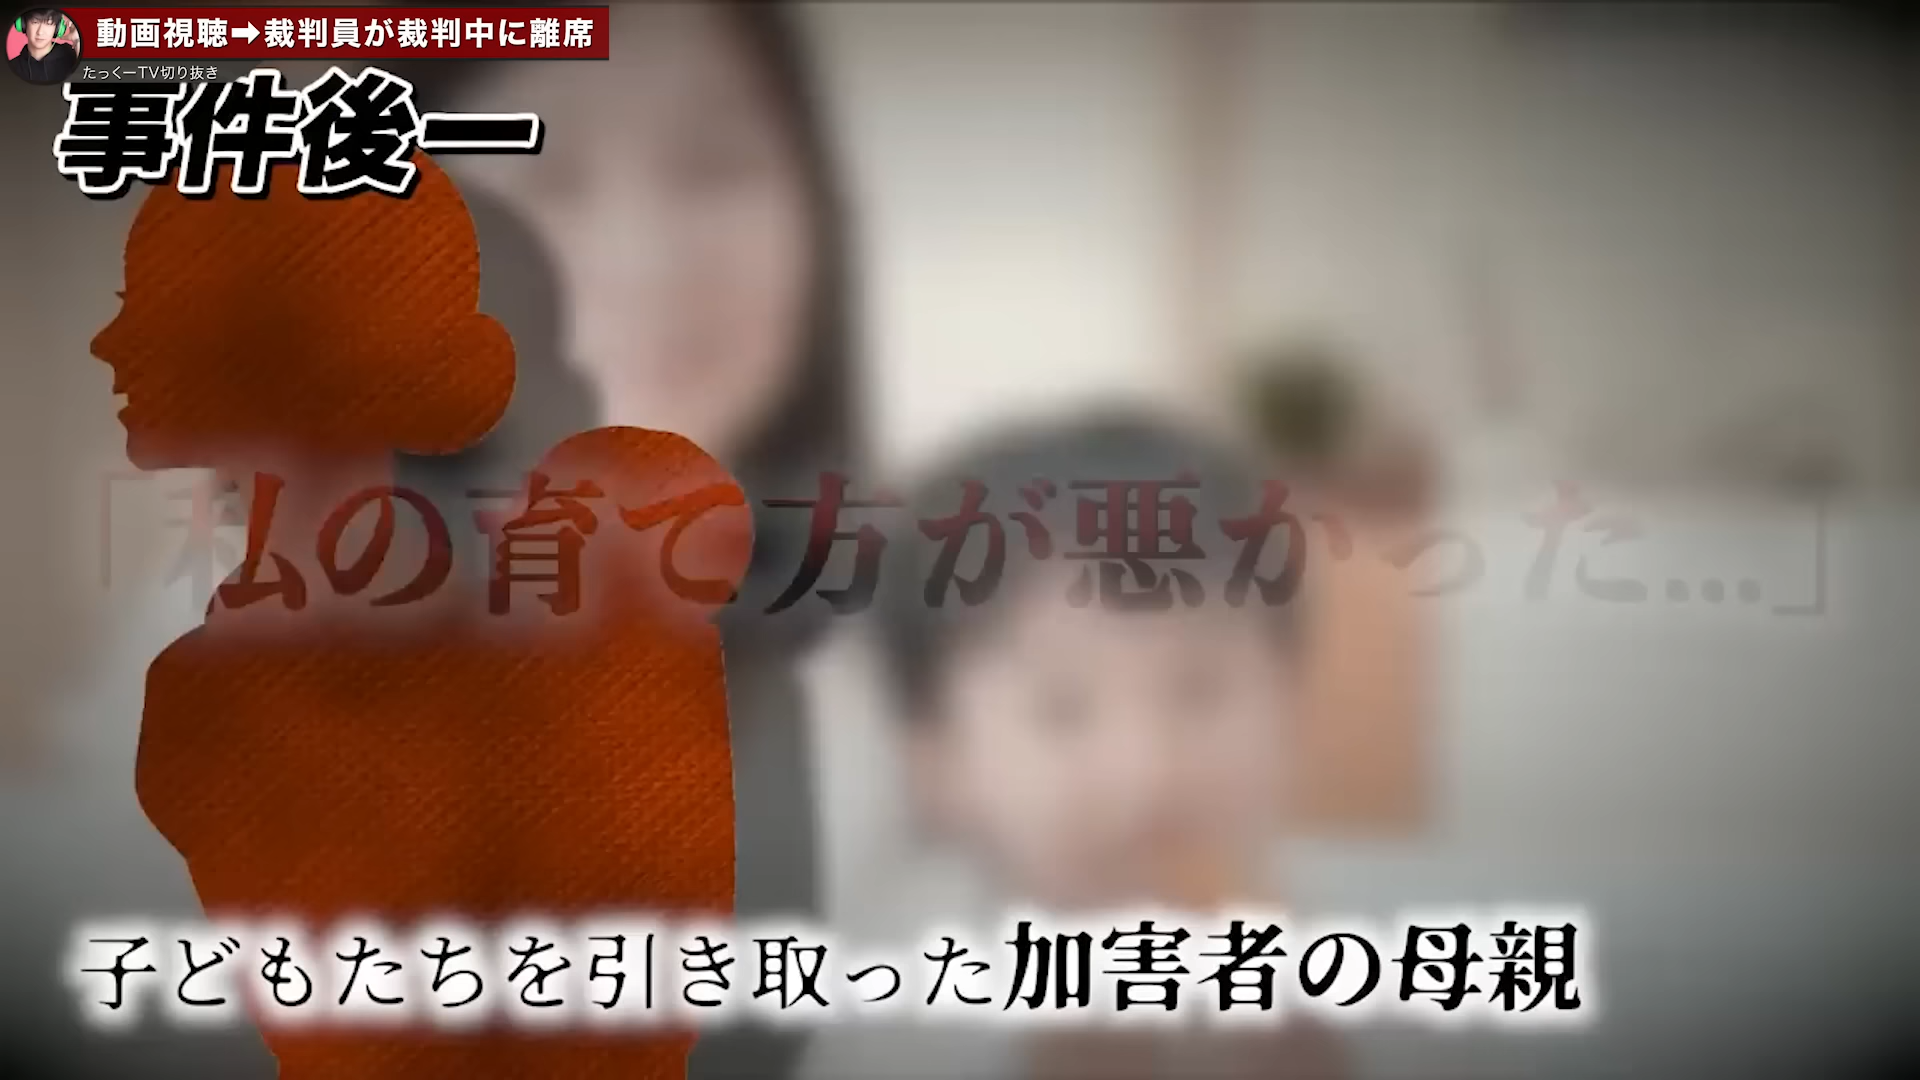 動画視聴➡裁判員が裁判中に離席
たっくーTV切り抜き
事件後ー
「私の育て方が悪かった...」
子どもたちを引き取った加害者の母親